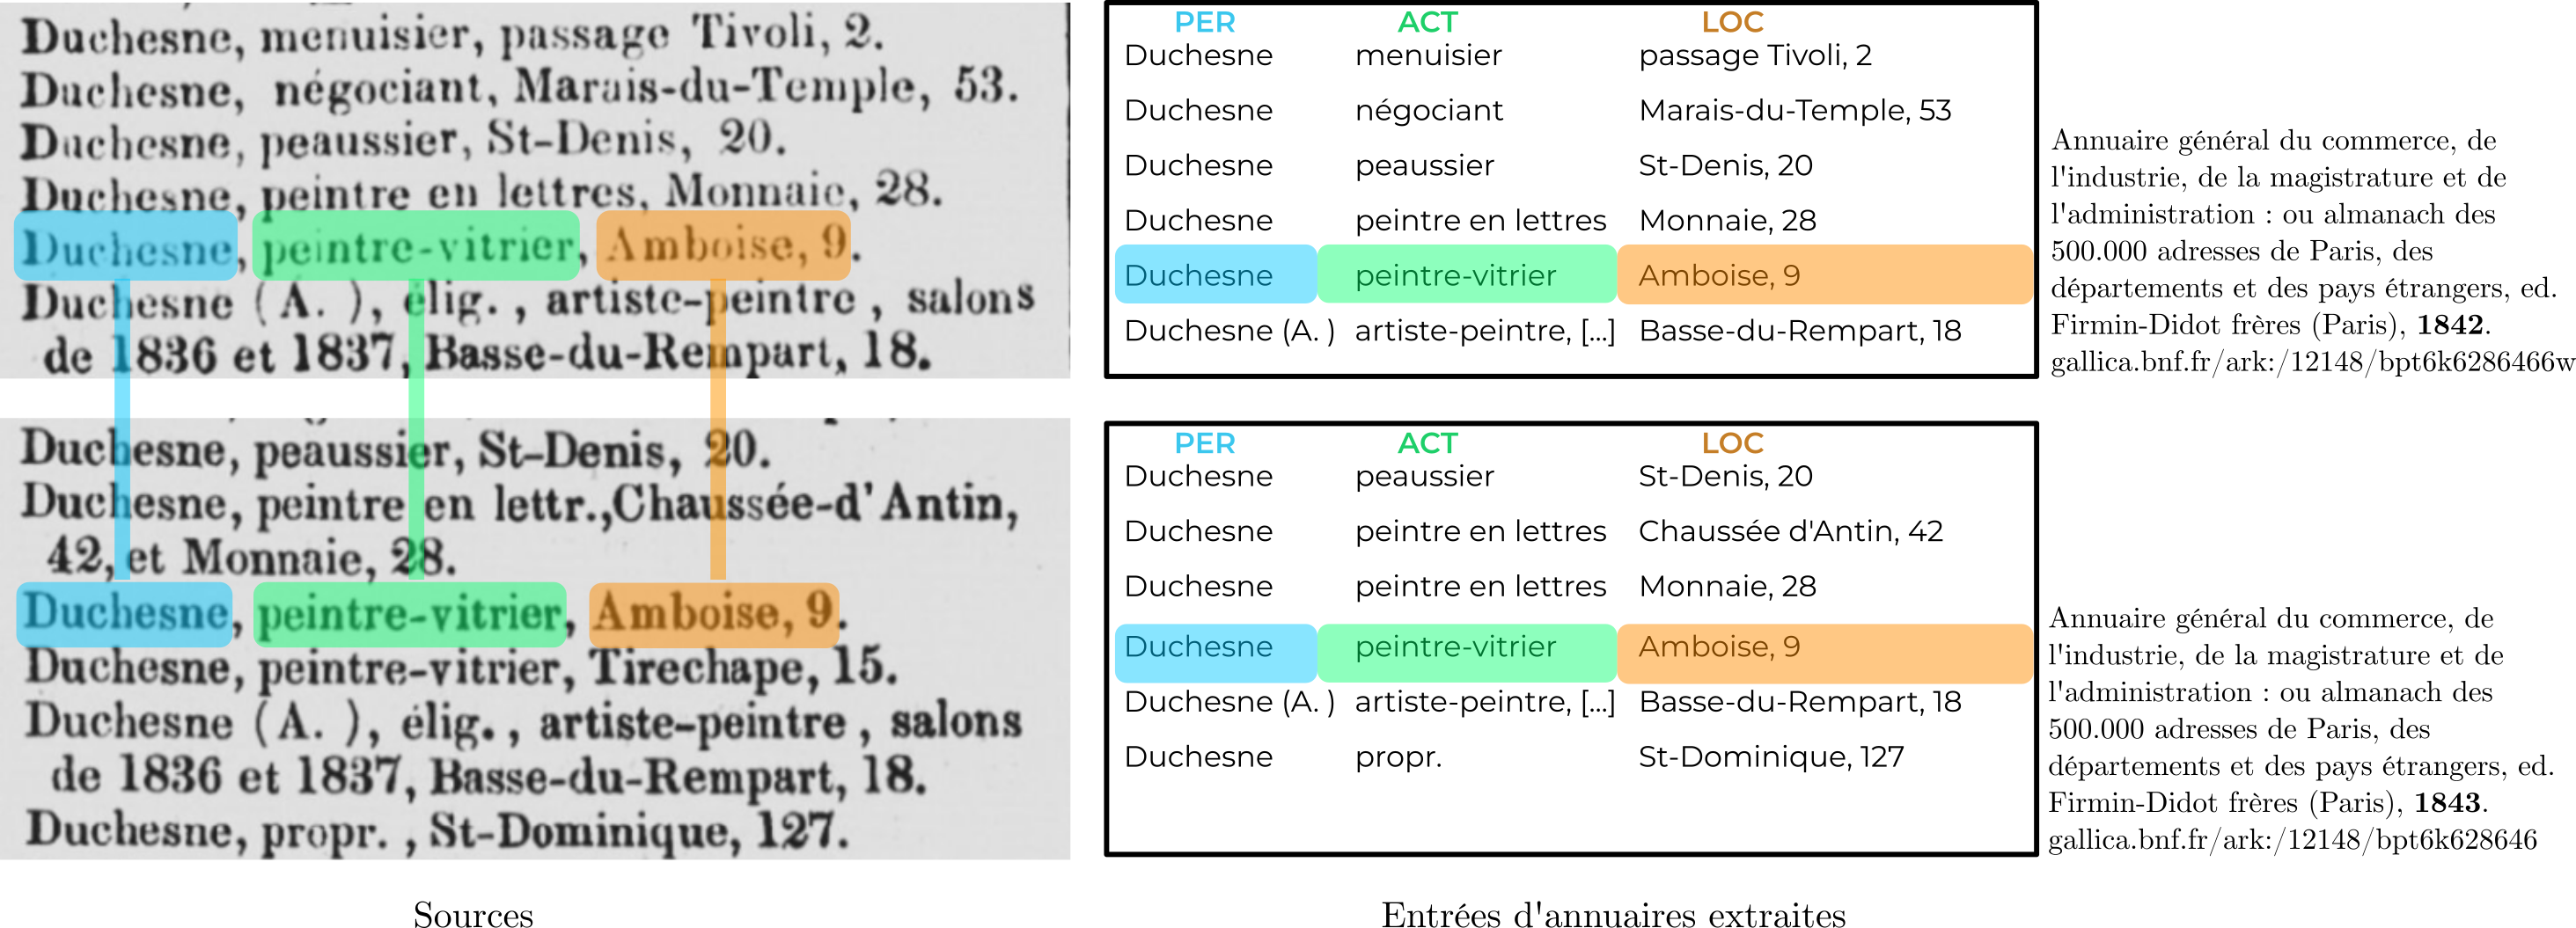 Duchesne, menuisier, passage Tivoli, 2.
Duchesne, négociant, Marais-du-Temple, 53.
Duchesne, peaussier, St-Denis, 20.
Duchesne, peintre en lettres, Monnaie, 28.
Duchesne, peintre-vitrier, Amboise, 9.
Duchesne (A. ), élig. , artiste-peintre , salons
de 1836 et 1837, Basse-du-Rempart, 18.
PER ACT LOC
Duchesne menuisier passage Tivoli, 2
Duchesne négociant Marais-du-Temple, 53
Duchesne peaussier St-Denis, 20
Duchesne peintre en lettres Monnaie, 28
Duchesne peintre-vitrier Amboise, 9
Duchesne (A. ) artiste-peintre, [...] Basse-du-Rempart, 18
Annuaire général du commerce, de
l'industrie, de la magistrature et de
l'administration : ou almanach des
500.000 adresses de Paris, des
départements et des pays étrangers, ed.
Firmin-Didot frères (Paris), 1842.
gallica.bnf.fr/ark:/12148/bpt6k6286466w
Duchesne, peaussier, St-Denis, 20.
Duchesne, peintre en lettr.,Chaussée-d'Antin,
42, et Monnaie, 28.
Duchesne, peintre-vitrier, Amboise, 9.
Duchesne, peintre-vitrier, Tirechape, 15.
Duchesne (A. ), élig. , artiste-peintre , salons
de 1836 et 1837, Basse-du-Rempart, 18.
Duchesne, propr. , St-Dominique, 127.
PER ACT LOC
Duchesne peaussier St-Denis, 20
Duchesne peintre en lettres Chaussée d'Antin, 42
Duchesne peintre en lettres Monnaie, 28
Duchesne peintre-vitrier Amboise, 9
Duchesne (A. ) artiste-peintre, [...] Basse-du-Rempart, 18
Duchesne propr. St-Dominique, 127
Annuaire général du commerce, de
l'industrie, de la magistrature et de
l'administration : ou almanach des
500.000 adresses de Paris, des
départements et des pays étrangers, ed.
Firmin-Didot frères (Paris), 1843.
gallica.bnf.fr/ark:/12148/bpt6k628646
Sources
Entrées d'annuaires extraites